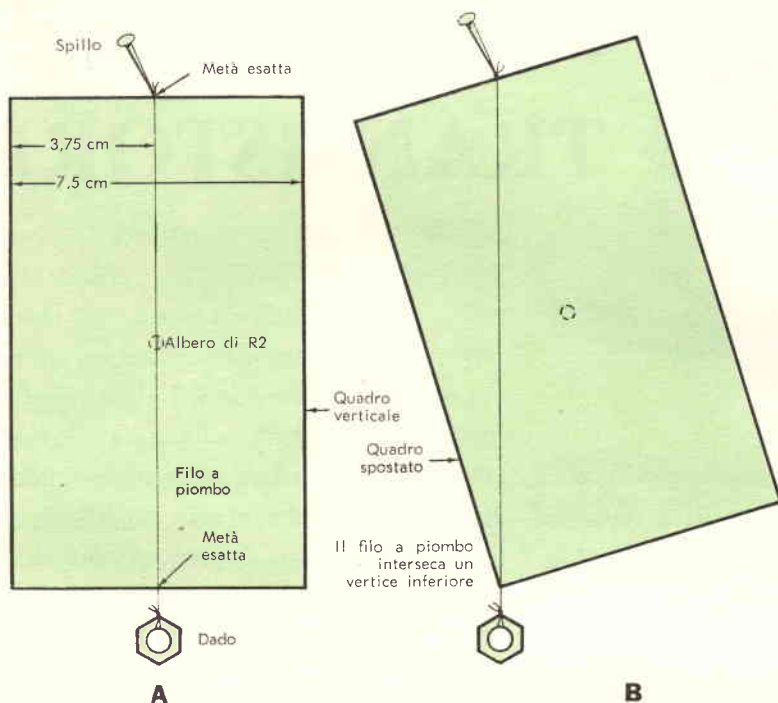 Spillo
Metà esatta
3,75 cm
7,5 cm
Albero di R2
Quadro
verticale
Quadro
spostato
Filo a
piombo
Metà
esatta
Il filo a piombo
interseca un
vertice inferiore
Dado
A
B